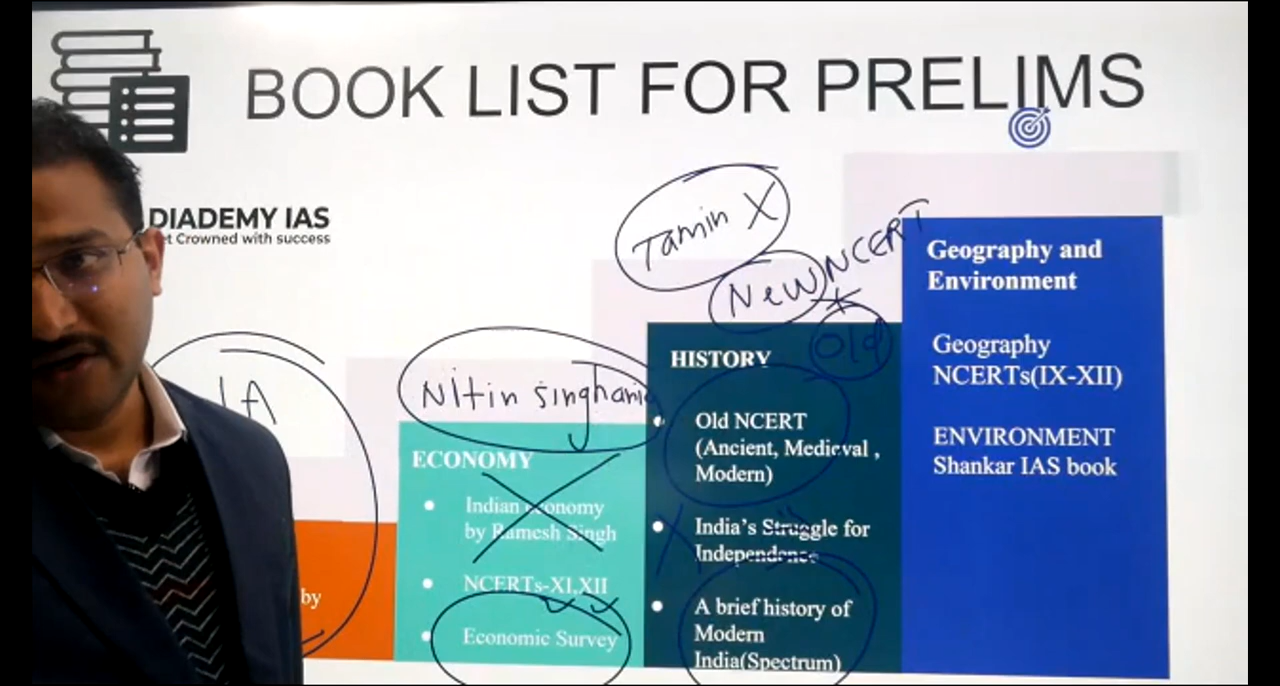 BOOK LIST FOR PRELIMS
DIADEMY IAS
et Crowned with success
Tamin X
New NCERT
Old
IA
Nitin Singhania
by
ECONOMY
Indian Economy
by Ramesh Singh
NCERTs-XI,XII
Economic Survey
HISTORY
Old NCERT
(Ancient, Medieval ,
Modern)
India's Struggle for
Independence
A brief history of
Modern
India(Spectrum)
Geography and
Environment
Geography
NCERTs(IX-XII)
ENVIRONMENT
Shankar IAS book